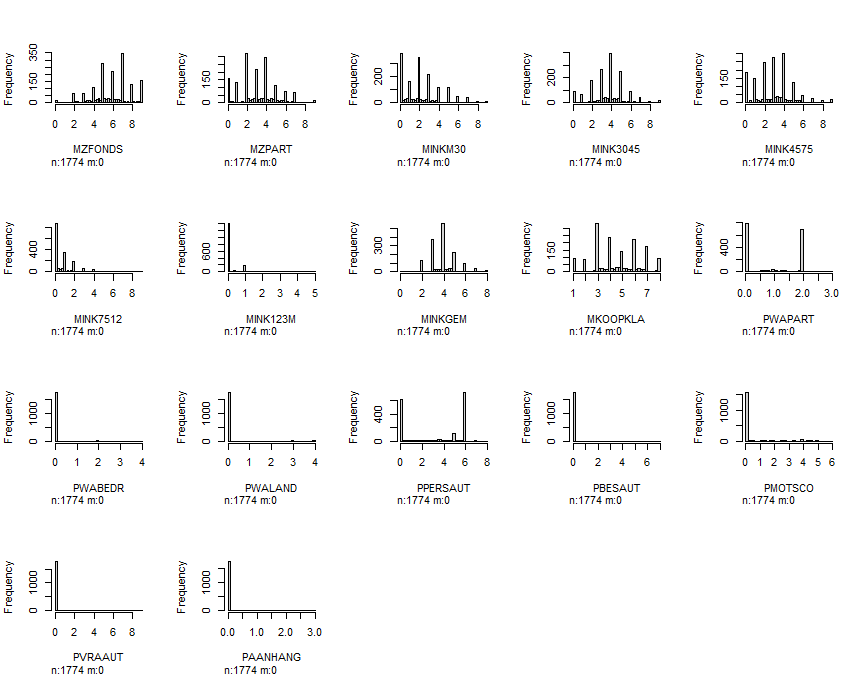 Frequency
0 150 350
0 2 4 6 8
MZFONDS
n:1774 m:0
Frequency
0 150
0 2 4 6 8
MZPART
n:1774 m:0
Frequency
0 200
0 2 4 6 8
MINKM30
n:1774 m:0
Frequency
0 200 400
0 2 4 6 8
MINK3045
n:1774 m:0
Frequency
0 150
0 2 4 6 8
MINK4575
n:1774 m:0
Frequency
0 400
0 2 4 6 8
MINK7512
n:1774 m:0
Frequency
0 600
0 1 2 3 4 5
MINK123M
n:1774 m:0
Frequency
0 300
0 2 4 6 8
MINKGEM
n:1774 m:0
Frequency
0 150
1 3 5 7
MKOOPKLA
n:1774 m:0
Frequency
0 400
0.0 1.0 2.0 3.0
PWAPART
n:1774 m:0
Frequency
0 1000
0 1 2 3 4
PWABEDR
n:1774 m:0
Frequency
0 1000
0 1 2 3 4
PWALAND
n:1774 m:0
Frequency
0 400
0 2 4 6 8
PPERSAUT
n:1774 m:0
Frequency
0 1000
0 2 4 6
PBESAUT
n:1774 m:0
Frequency
0 1000
0 1 2 3 4 5 6
PMOTSCO
n:1774 m:0
Frequency
0 1000
0 2 4 6 8
PVRAAUT
n:1774 m:0
Frequency
0 1000
0.0 1.0 2.0 3.0
PAANHANG
n:1774 m:0